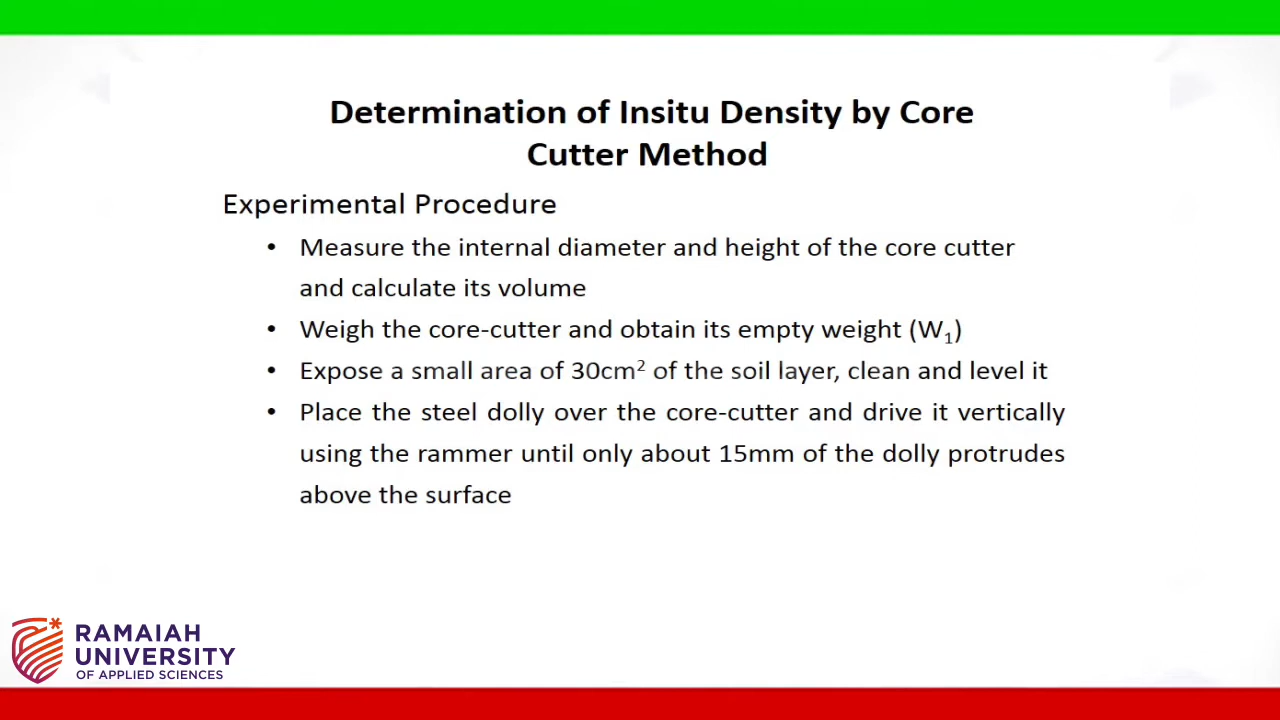 Determination of Insitu Density by Core
Cutter Method
Experimental Procedure
• Measure the internal diameter and height of the core cutter
and calculate its volume
• Weigh the core-cutter and obtain its empty weight (W₁)
• Expose a small area of 30cm² of the soil layer, clean and level it
• Place the steel dolly over the core-cutter and drive it vertically
using the rammer until only about 15mm of the dolly protrudes
above the surface
RAMAIAH
UNIVERSITY
OF APPLIED SCIENCES